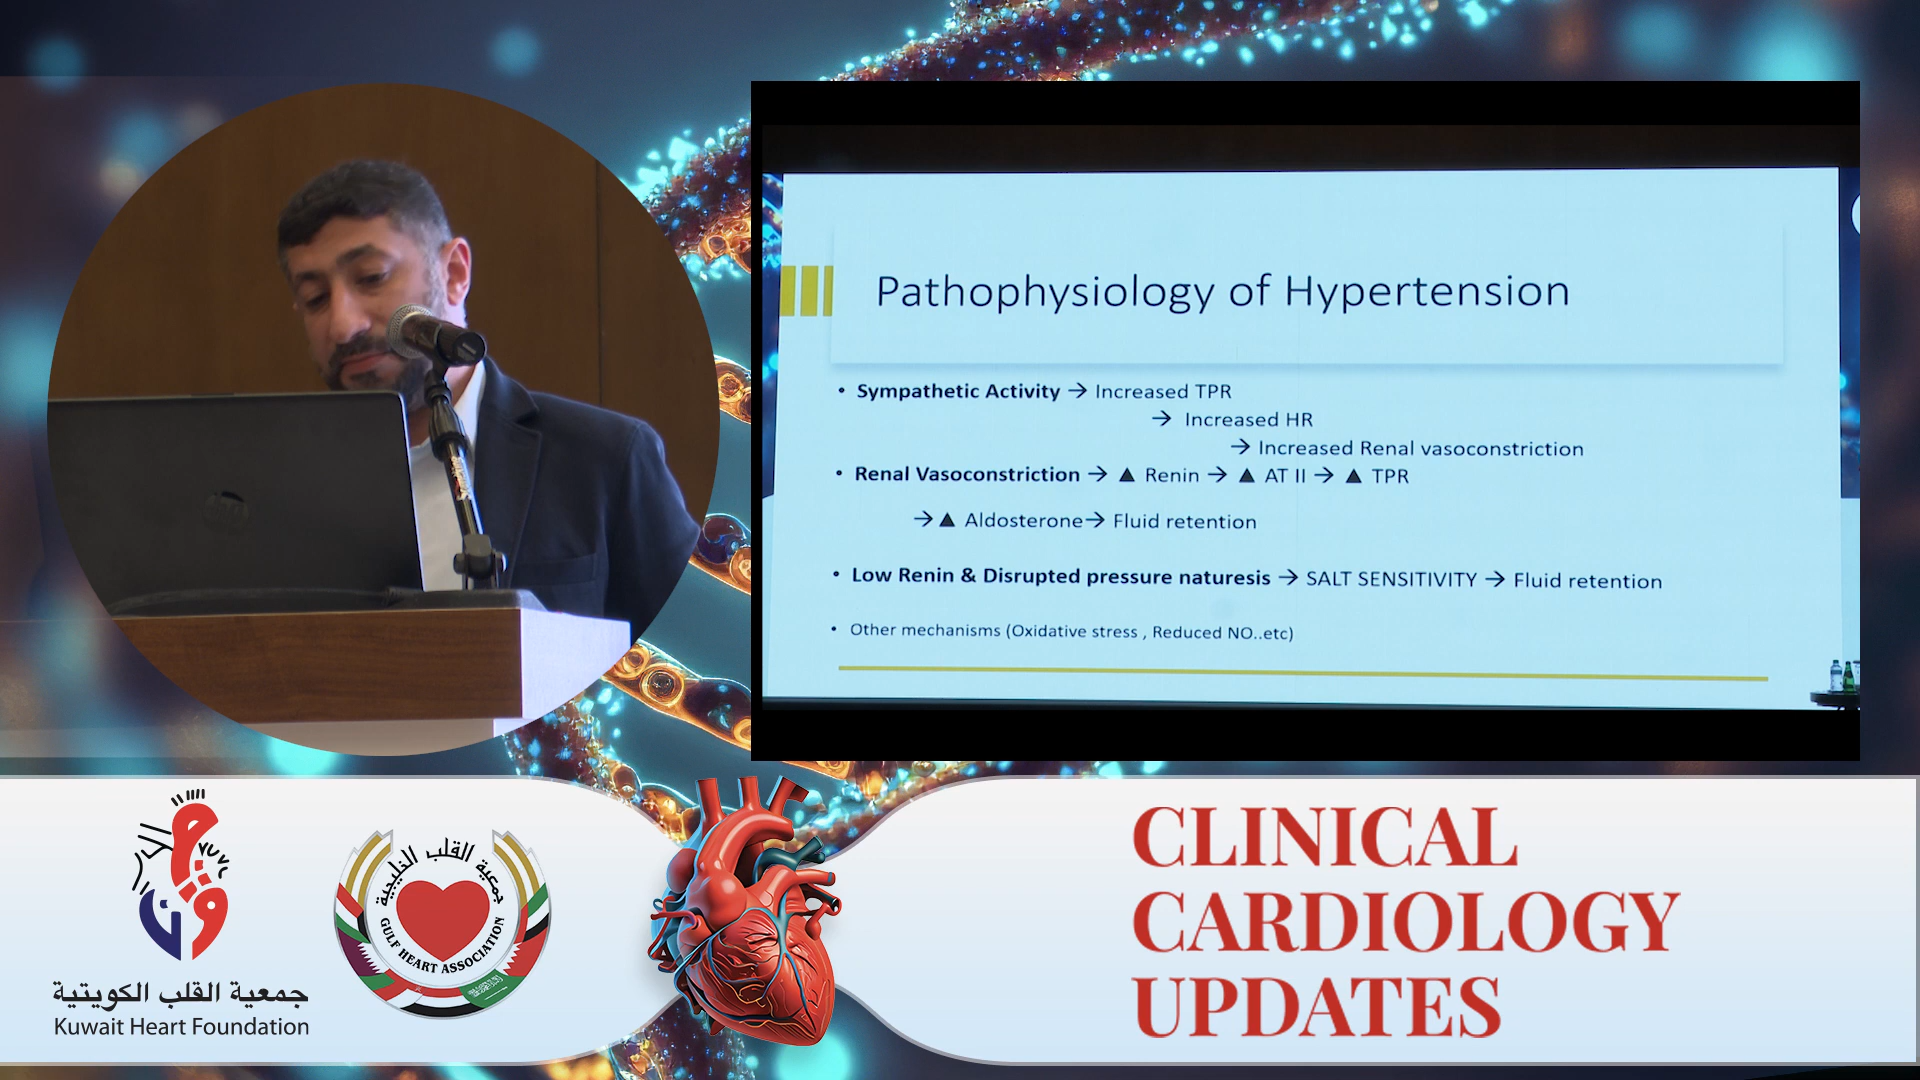 Pathophysiology of Hypertension
• Sympathetic Activity → Increased TPR
→ Increased HR
→ Increased Renal vasoconstriction
• Renal Vasoconstriction → ▲ Renin → ▲ AT II → ▲ TPR
→ ▲ Aldosterone → Fluid retention
• Low Renin & Disrupted pressure naturesis → SALT SENSITIVITY → Fluid retention
• Other mechanisms (Oxidative stress , Reduced NO..etc)
hp
جمعية القلب الكويتية
Kuwait Heart Foundation
جمعية القلب الخليجية
GULF HEART ASSOCIATION
CLINICAL
CARDIOLOGY
UPDATES